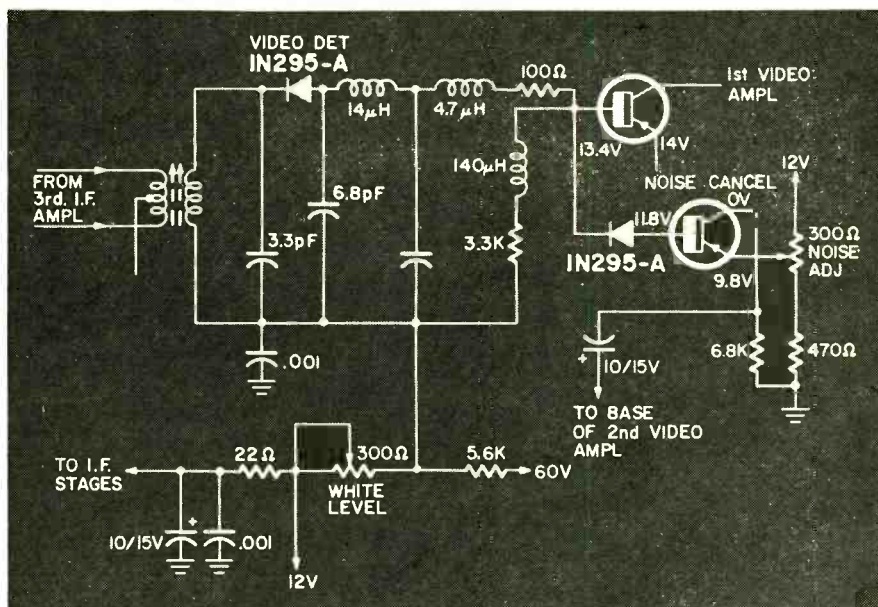 VIDEO DET
IN295-A
14μH
4.7μH
100Ω
1st VIDEO
AMPL
13.4V
14V
140μH
FROM
3rd. I.F.
AMPL
6.8pF
3.3pF
3.3K
NOISE CANCEL
0V
12V
11.8V
IN295-A
300Ω
NOISE
ADJ
9.8V
.001
10/15V
6.8K
470Ω
TO BASE
OF 2nd VIDEO
AMPL
TO I.F.
STAGES
22Ω
300Ω
WHITE
LEVEL
5.6K
60V
10/15V
.001
12V
+
+